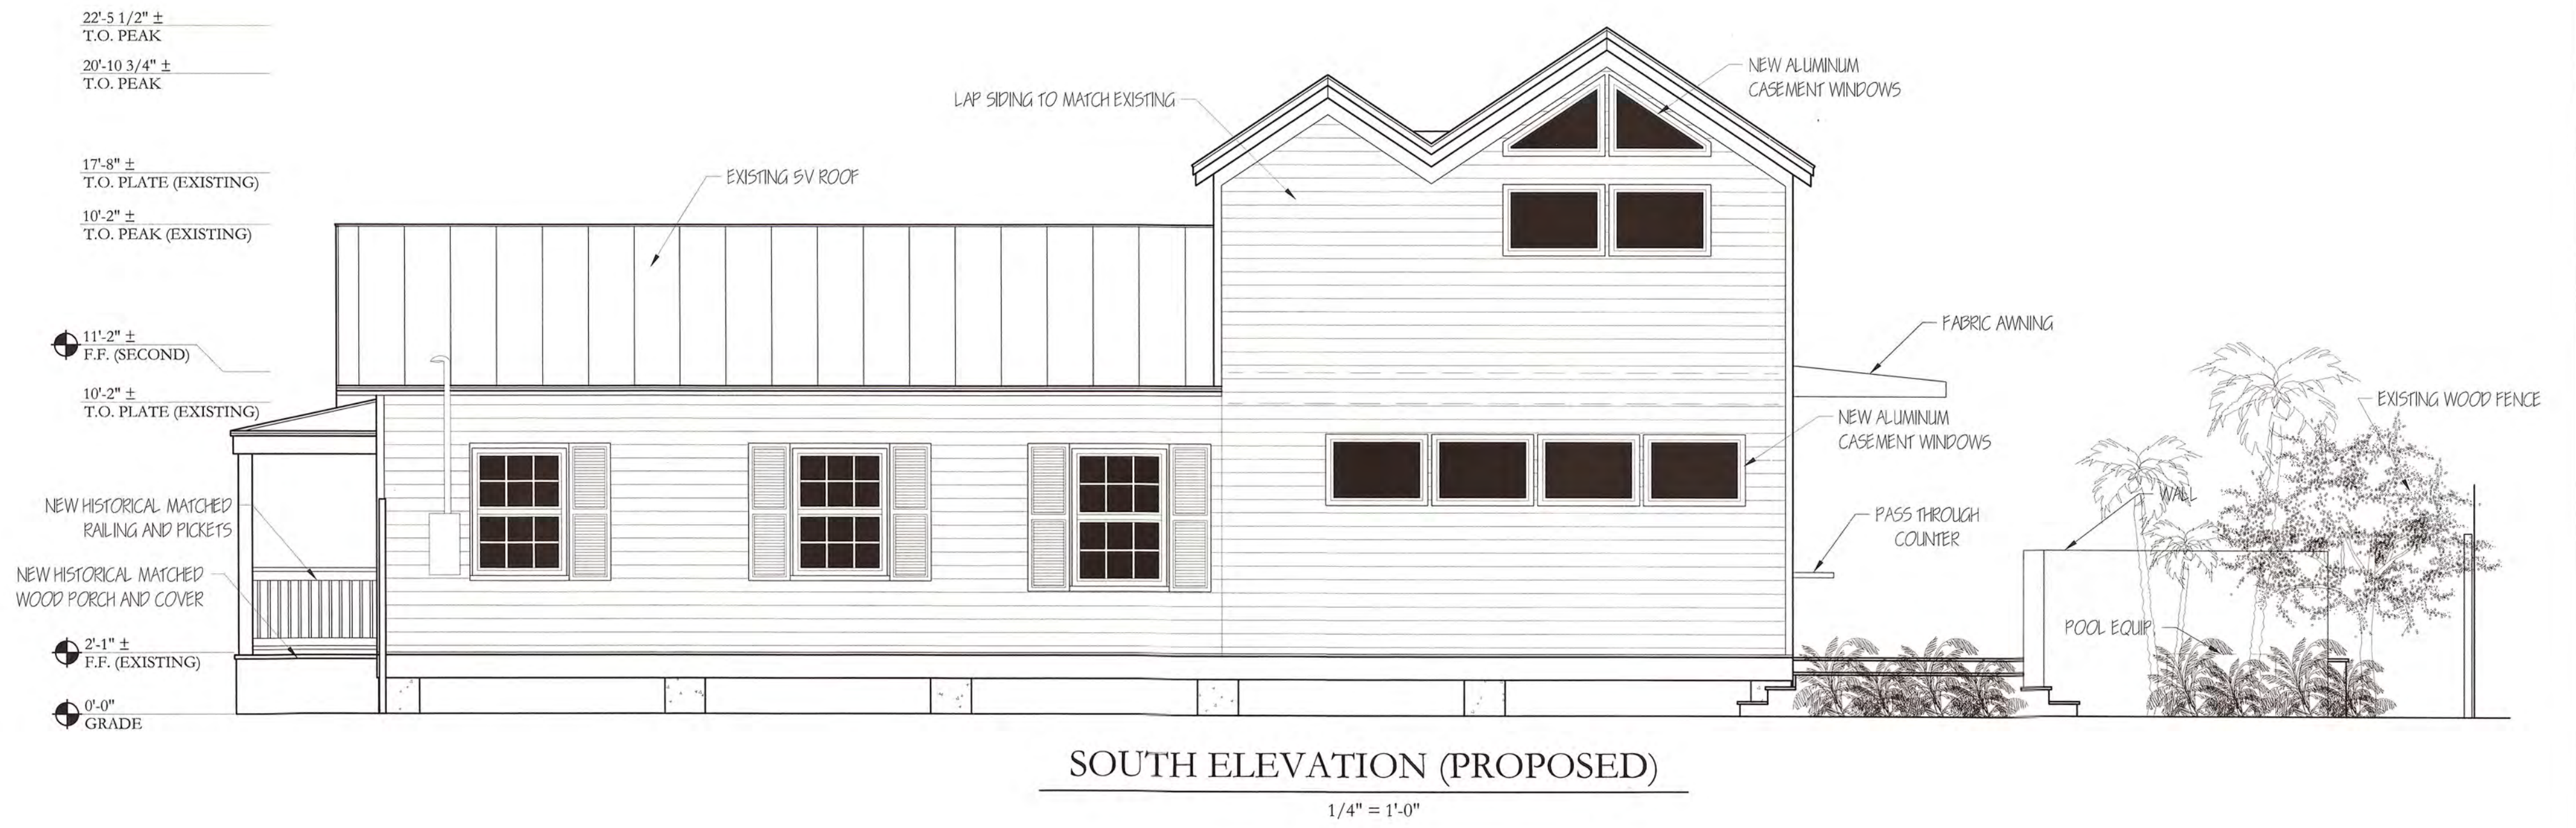 22'-5 1/2" ±
T.O. PEAK
20'-10 3/4" ±
T.O. PEAK
17'-8" ±
T.O. PLATE (EXISTING)
10'-2" ±
T.O. PEAK (EXISTING)
11'-2" ±
F.F. (SECOND)
10'-2" ±
T.O. PLATE (EXISTING)
NEW HISTORICAL MATCHED
RAILING AND PICKETS
NEW HISTORICAL MATCHED
WOOD PORCH AND COVER
2'-1" ±
F.F. (EXISTING)
0'-0"
GRADE
EXISTING 5V ROOF
LAP SIDING TO MATCH EXISTING
NEW ALUMINUM
CASEMENT WINDOWS
FABRIC AWNING
NEW ALUMINUM
CASEMENT WINDOWS
PASS THROUGH
COUNTER
EXISTING WOOD FENCE
WALL
POOL EQUIP.
SOUTH ELEVATION (PROPOSED)
1/4" = 1'-0"